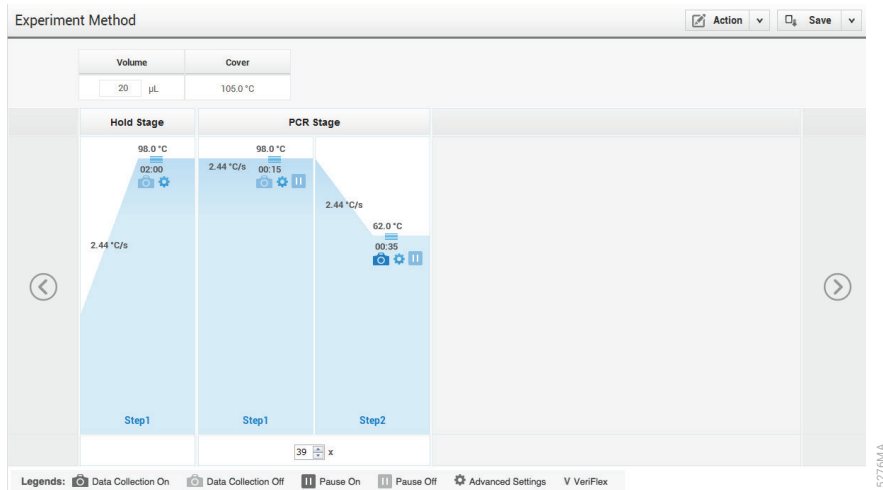 Experiment Method
Action
Save
Volume Cover
20 µL 105.0 °C
Hold Stage PCR Stage
98.0 °C 98.0 °C
02:00 2.44 °C/s 00:15
2.44 °C/s
62.0 °C
2.44 °C/s 00:35
Step1 Step1 Step2
39 x
Legends: Data Collection On Data Collection Off Pause On Pause Off Advanced Settings V VeriFlex
5276MA